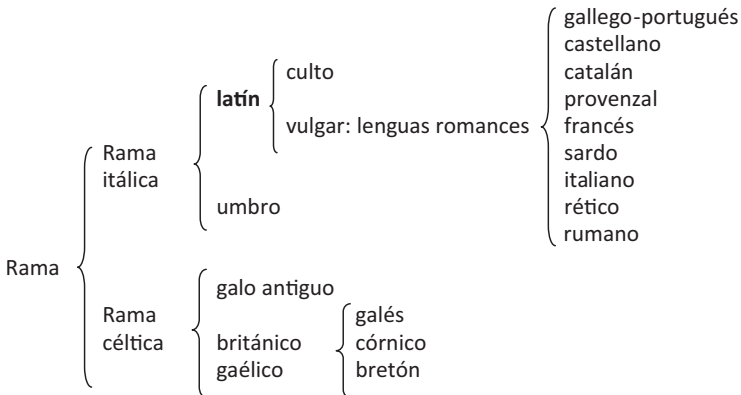 gallego-portugués
castellano
culto
catalán
latín
provenzal
vulgar: lenguas romances
francés
Rama
itálica
sardo
italiano
umbro
rético
rumano
Rama
galo antiguo
Rama
céltica
galés
británico
córnico
gaélico
bretón